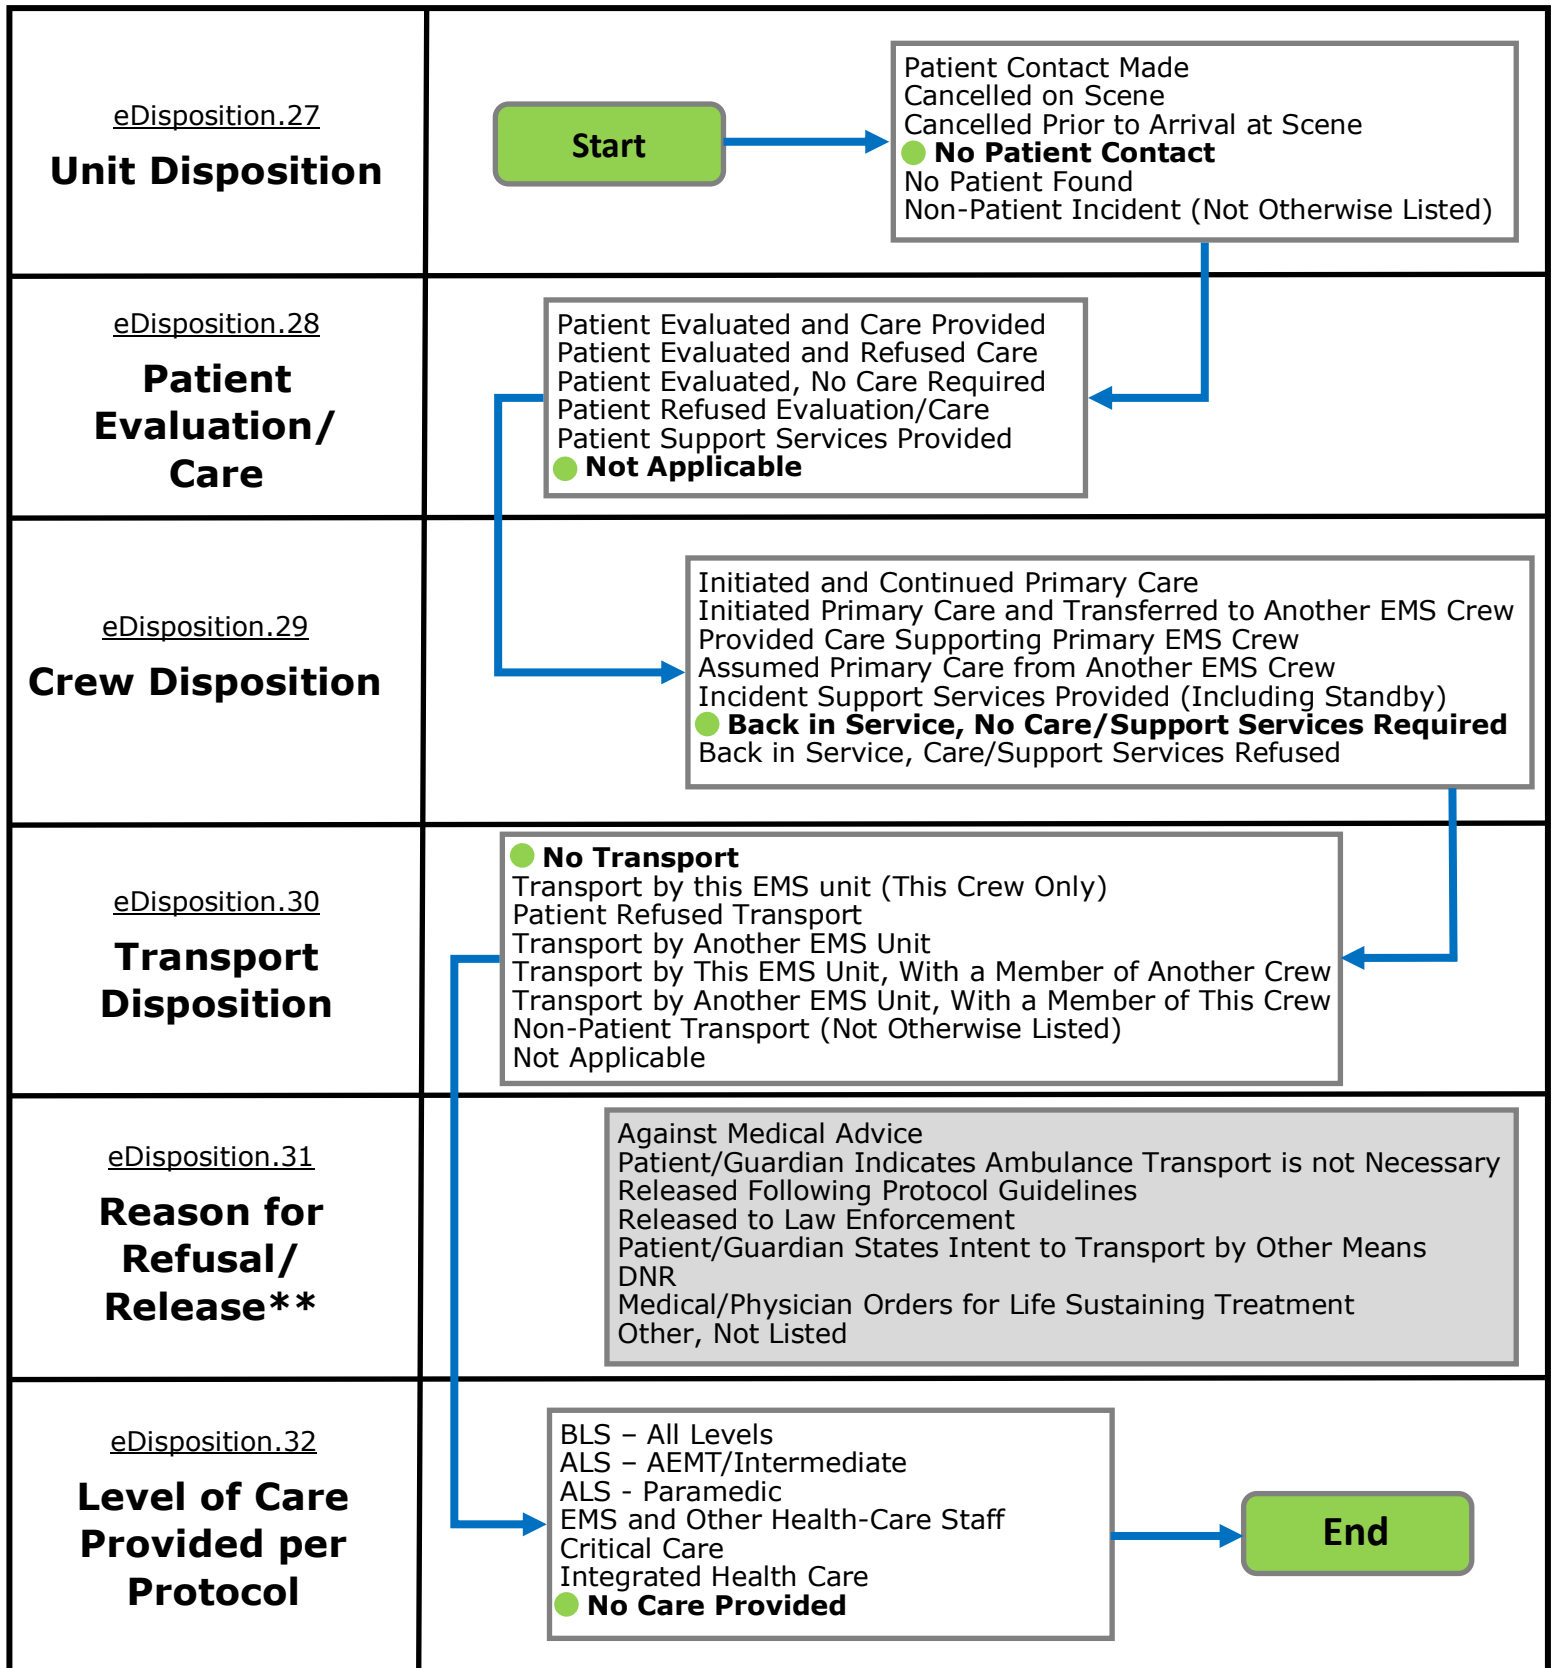 eDisposition.27
Unit Disposition
Start
Patient Contact Made
Cancelled on Scene
Cancelled Prior to Arrival at Scene
No Patient Contact
No Patient Found
Non-Patient Incident (Not Otherwise Listed)
eDisposition.28
Patient
Evaluation/
Care
Patient Evaluated and Care Provided
Patient Evaluated and Refused Care
Patient Evaluated, No Care Required
Patient Refused Evaluation/Care
Patient Support Services Provided
Not Applicable
eDisposition.29
Crew Disposition
Initiated and Continued Primary Care
Initiated Primary Care and Transferred to Another EMS Crew
Provided Care Supporting Primary EMS Crew
Assumed Primary Care from Another EMS Crew
Incident Support Services Provided (Including Standby)
Back in Service, No Care/Support Services Required
Back in Service, Care/Support Services Refused
eDisposition.30
Transport
Disposition
No Transport
Transport by this EMS unit (This Crew Only)
Patient Refused Transport
Transport by Another EMS Unit
Transport by This EMS Unit, With a Member of Another Crew
Transport by Another EMS Unit, With a Member of This Crew
Non-Patient Transport (Not Otherwise Listed)
Not Applicable
eDisposition.31
Reason for
Refusal/
Release**
Against Medical Advice
Patient/Guardian Indicates Ambulance Transport is not Necessary
Released Following Protocol Guidelines
Released to Law Enforcement
Patient/Guardian States Intent to Transport by Other Means
DNR
Medical/Physician Orders for Life Sustaining Treatment
Other, Not Listed
eDisposition.32
Level of Care
Provided per
Protocol
BLS – All Levels
ALS – AEMT/Intermediate
ALS - Paramedic
EMS and Other Health-Care Staff
Critical Care
Integrated Health Care
No Care Provided
End